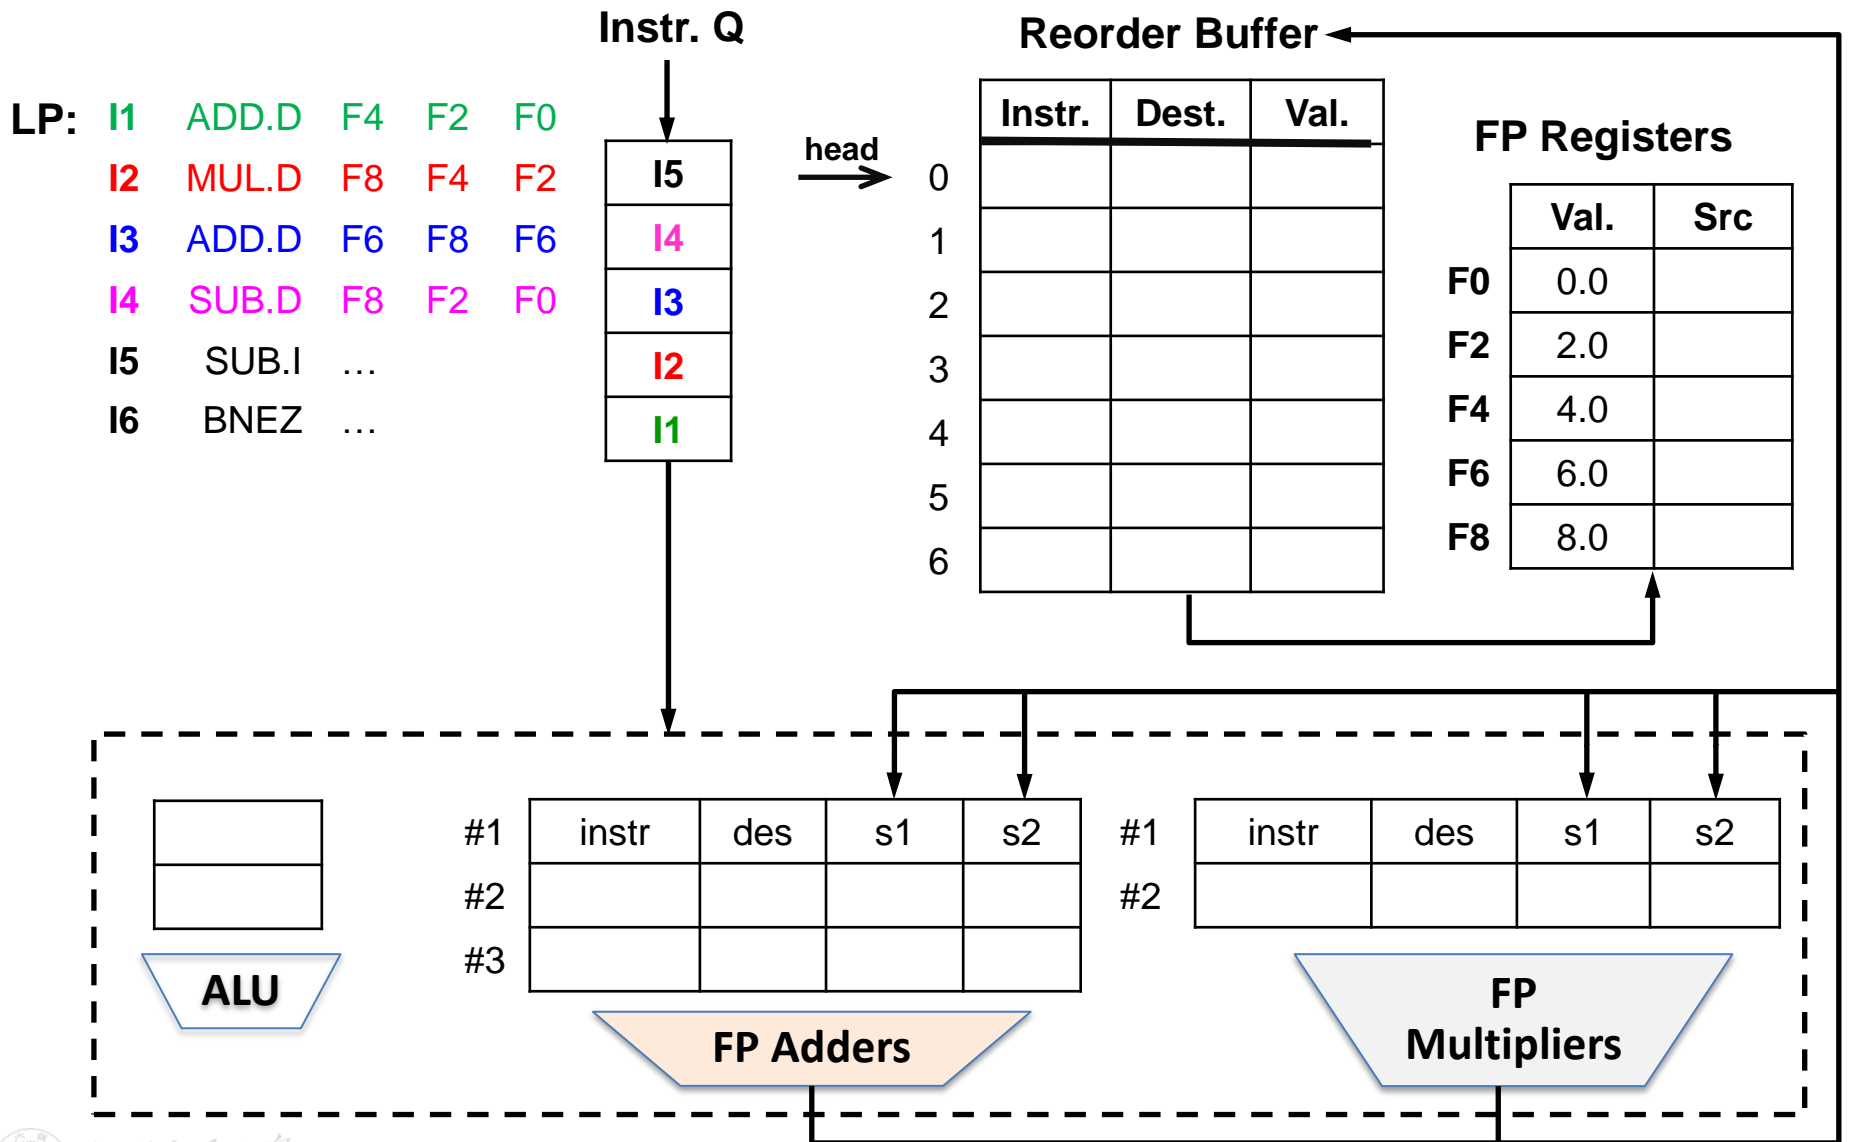 Instr. Q
Reorder Buffer
LP: I1 ADD.D F4 F2 F0
I2 MUL.D F8 F4 F2
I3 ADD.D F6 F8 F6
I4 SUB.D F8 F2 F0
I5 SUB.I …
I6 BNEZ …
I5
I4
I3
I2
I1
head
Instr. Dest. Val.
0
1
2
3
4
5
6
FP Registers
Val. Src
F0 0.0
F2 2.0
F4 4.0
F6 6.0
F8 8.0
ALU
#1 instr des s1 s2
#2
#3
FP Adders
#1 instr des s1 s2
#2
FP
Multipliers